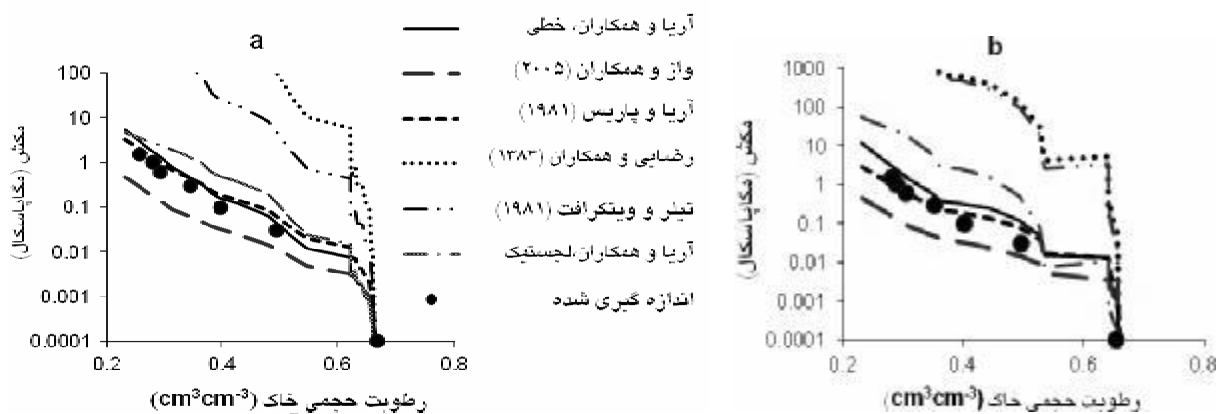 a
100
10
1
0.1
0.01
0.001
0.0001
0.2
0.4
0.6
0.8
مکش (مگاپاسکال)
رطوبت حجمی خاک (cm³cm⁻³)
آریا و همکاران، خطی
واز و همکاران (۲۰۰۵)
آریا و پاریس (۱۹۸۱)
رضایی و همکاران (۱۳۸۳)
تیلر و ویتکرافت (۱۹۸۱)
آریا و همکاران،لجستیک
اندازه گیری شده
b
1000
100
10
1
0.1
0.01
0.001
0.0001
0.2
0.4
0.6
0.8
مکش (مگاپاسکال)
رطوبت حجمی خاک (cm³cm⁻³)